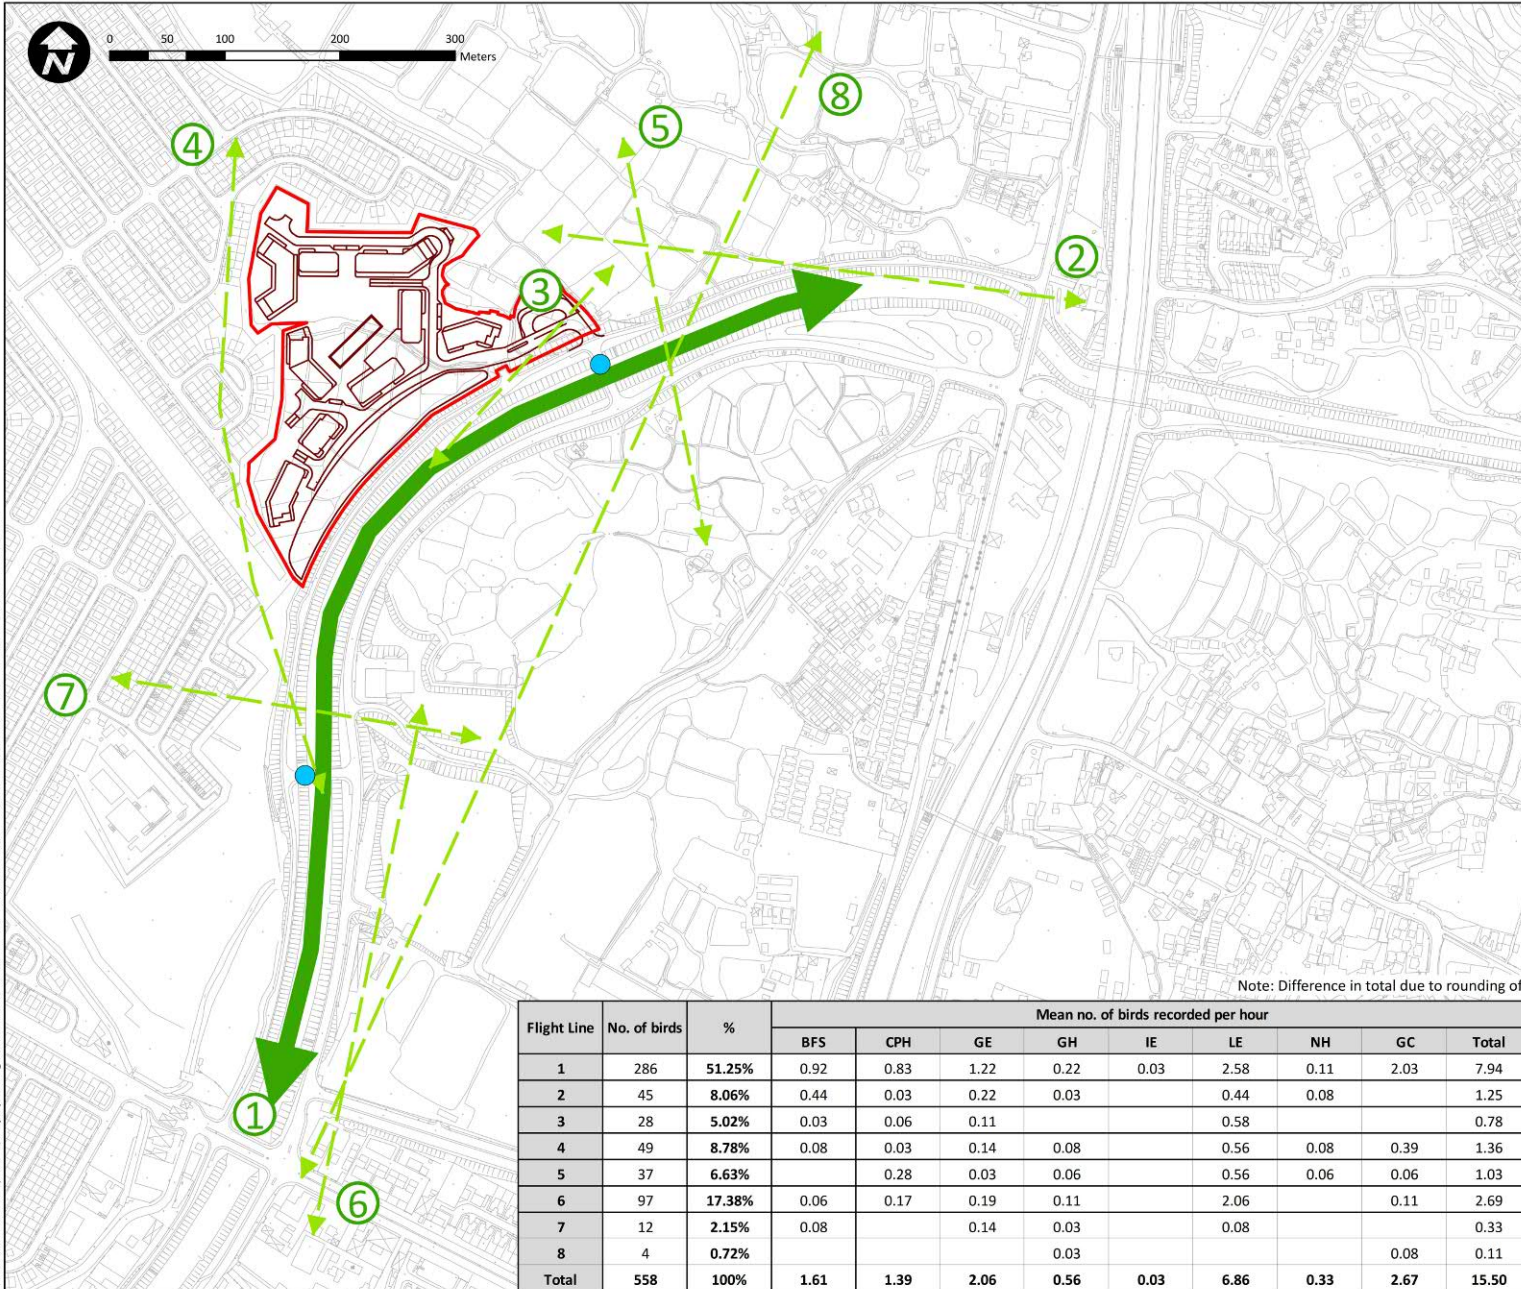 N
0 50 100 200 300
Meters
8
5
4
2
3
7
1
6
Note: Difference in total due to rounding of
Flight Line No. of birds % Mean no. of birds recorded per hour
BFS CPH GE GH IE LE NH GC Total
1 286 51.25% 0.92 0.83 1.22 0.22 0.03 2.58 0.11 2.03 7.94
2 45 8.06% 0.44 0.03 0.22 0.03 0.44 0.08 1.25
3 28 5.02% 0.03 0.06 0.11 0.58 0.78
4 49 8.78% 0.08 0.03 0.14 0.08 0.56 0.08 0.39 1.36
5 37 6.63% 0.28 0.03 0.06 0.56 0.06 0.06 1.03
6 97 17.38% 0.06 0.17 0.19 0.11 2.06 0.11 2.69
7 12 2.15% 0.08 0.14 0.03 0.08 0.33
8 4 0.72% 0.03 0.08 0.11
Total 558 100% 1.61 1.39 2.06 0.56 0.03 6.86 0.33 2.67 15.50